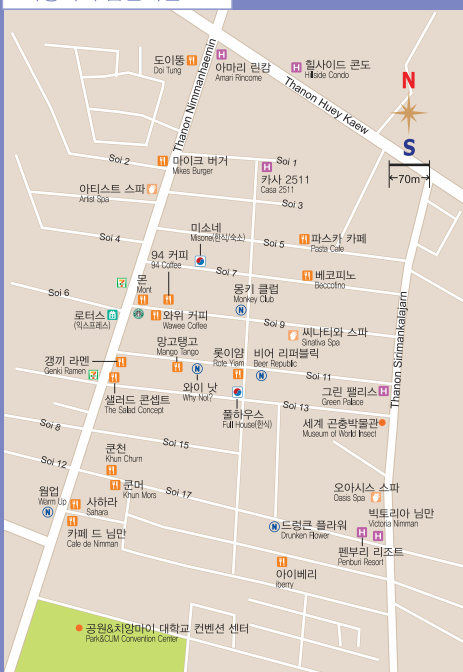 도이뚱
Doi Tung
아마리 린캄
Amari Rincome
힐사이드 콘도
Hillside Condo
Thanon Nimmanhaemin
Thanon Huey Kaew
N
S
70m
Soi 2
마이크 버거
Mikes Burger
Soi 1
카사 2511
Casa 2511
아티스트 스파
Artist Spa
Soi 3
미소네
Misone(한식/숙소)
Soi 4
94 커피
94 Coffee
Soi 5
파스카 카페
Pasta Cafe
Soi 7
몬
Mont
베코피노
Beccofino
Soi 6
몽키 클럽
Monkey Club
로터스
(익스프레스)
와위 커피
Wawee Coffee
Soi 9
씨나티와 스파
Sinativa Spa
망고탱고
Mango Tango
롯이얌
Rote Yiam
비어 리퍼블릭
Beer Republic
갱끼 라멘
Genki Ramen
Soi 11
와이 낫
Why Not?
샐러드 콘셉트
The Salad Concept
그린 팰리스
Green Palace
Thanon Sirimankalajarn
풀하우스
Full House(한식)
Soi 13
세계 곤충박물관
Museum of World Insect
Soi 8
Soi 15
쿤천
Khun Churn
Soi 12
쿤머
Khun Mors
Soi 17
오아시스 스파
Oasis Spa
웜업
Warm Up
사하라
Sahara
빅토리아 님만
Victoria Nimman
카페 드 님만
Cafe de Nimman
드렁큰 플라워
Drunken Flower
펜부리 리조트
Penburi Resort
아이베리
iberry
공원&치앙마이 대학교 컨벤션 센터
Park&CUM Convention Center